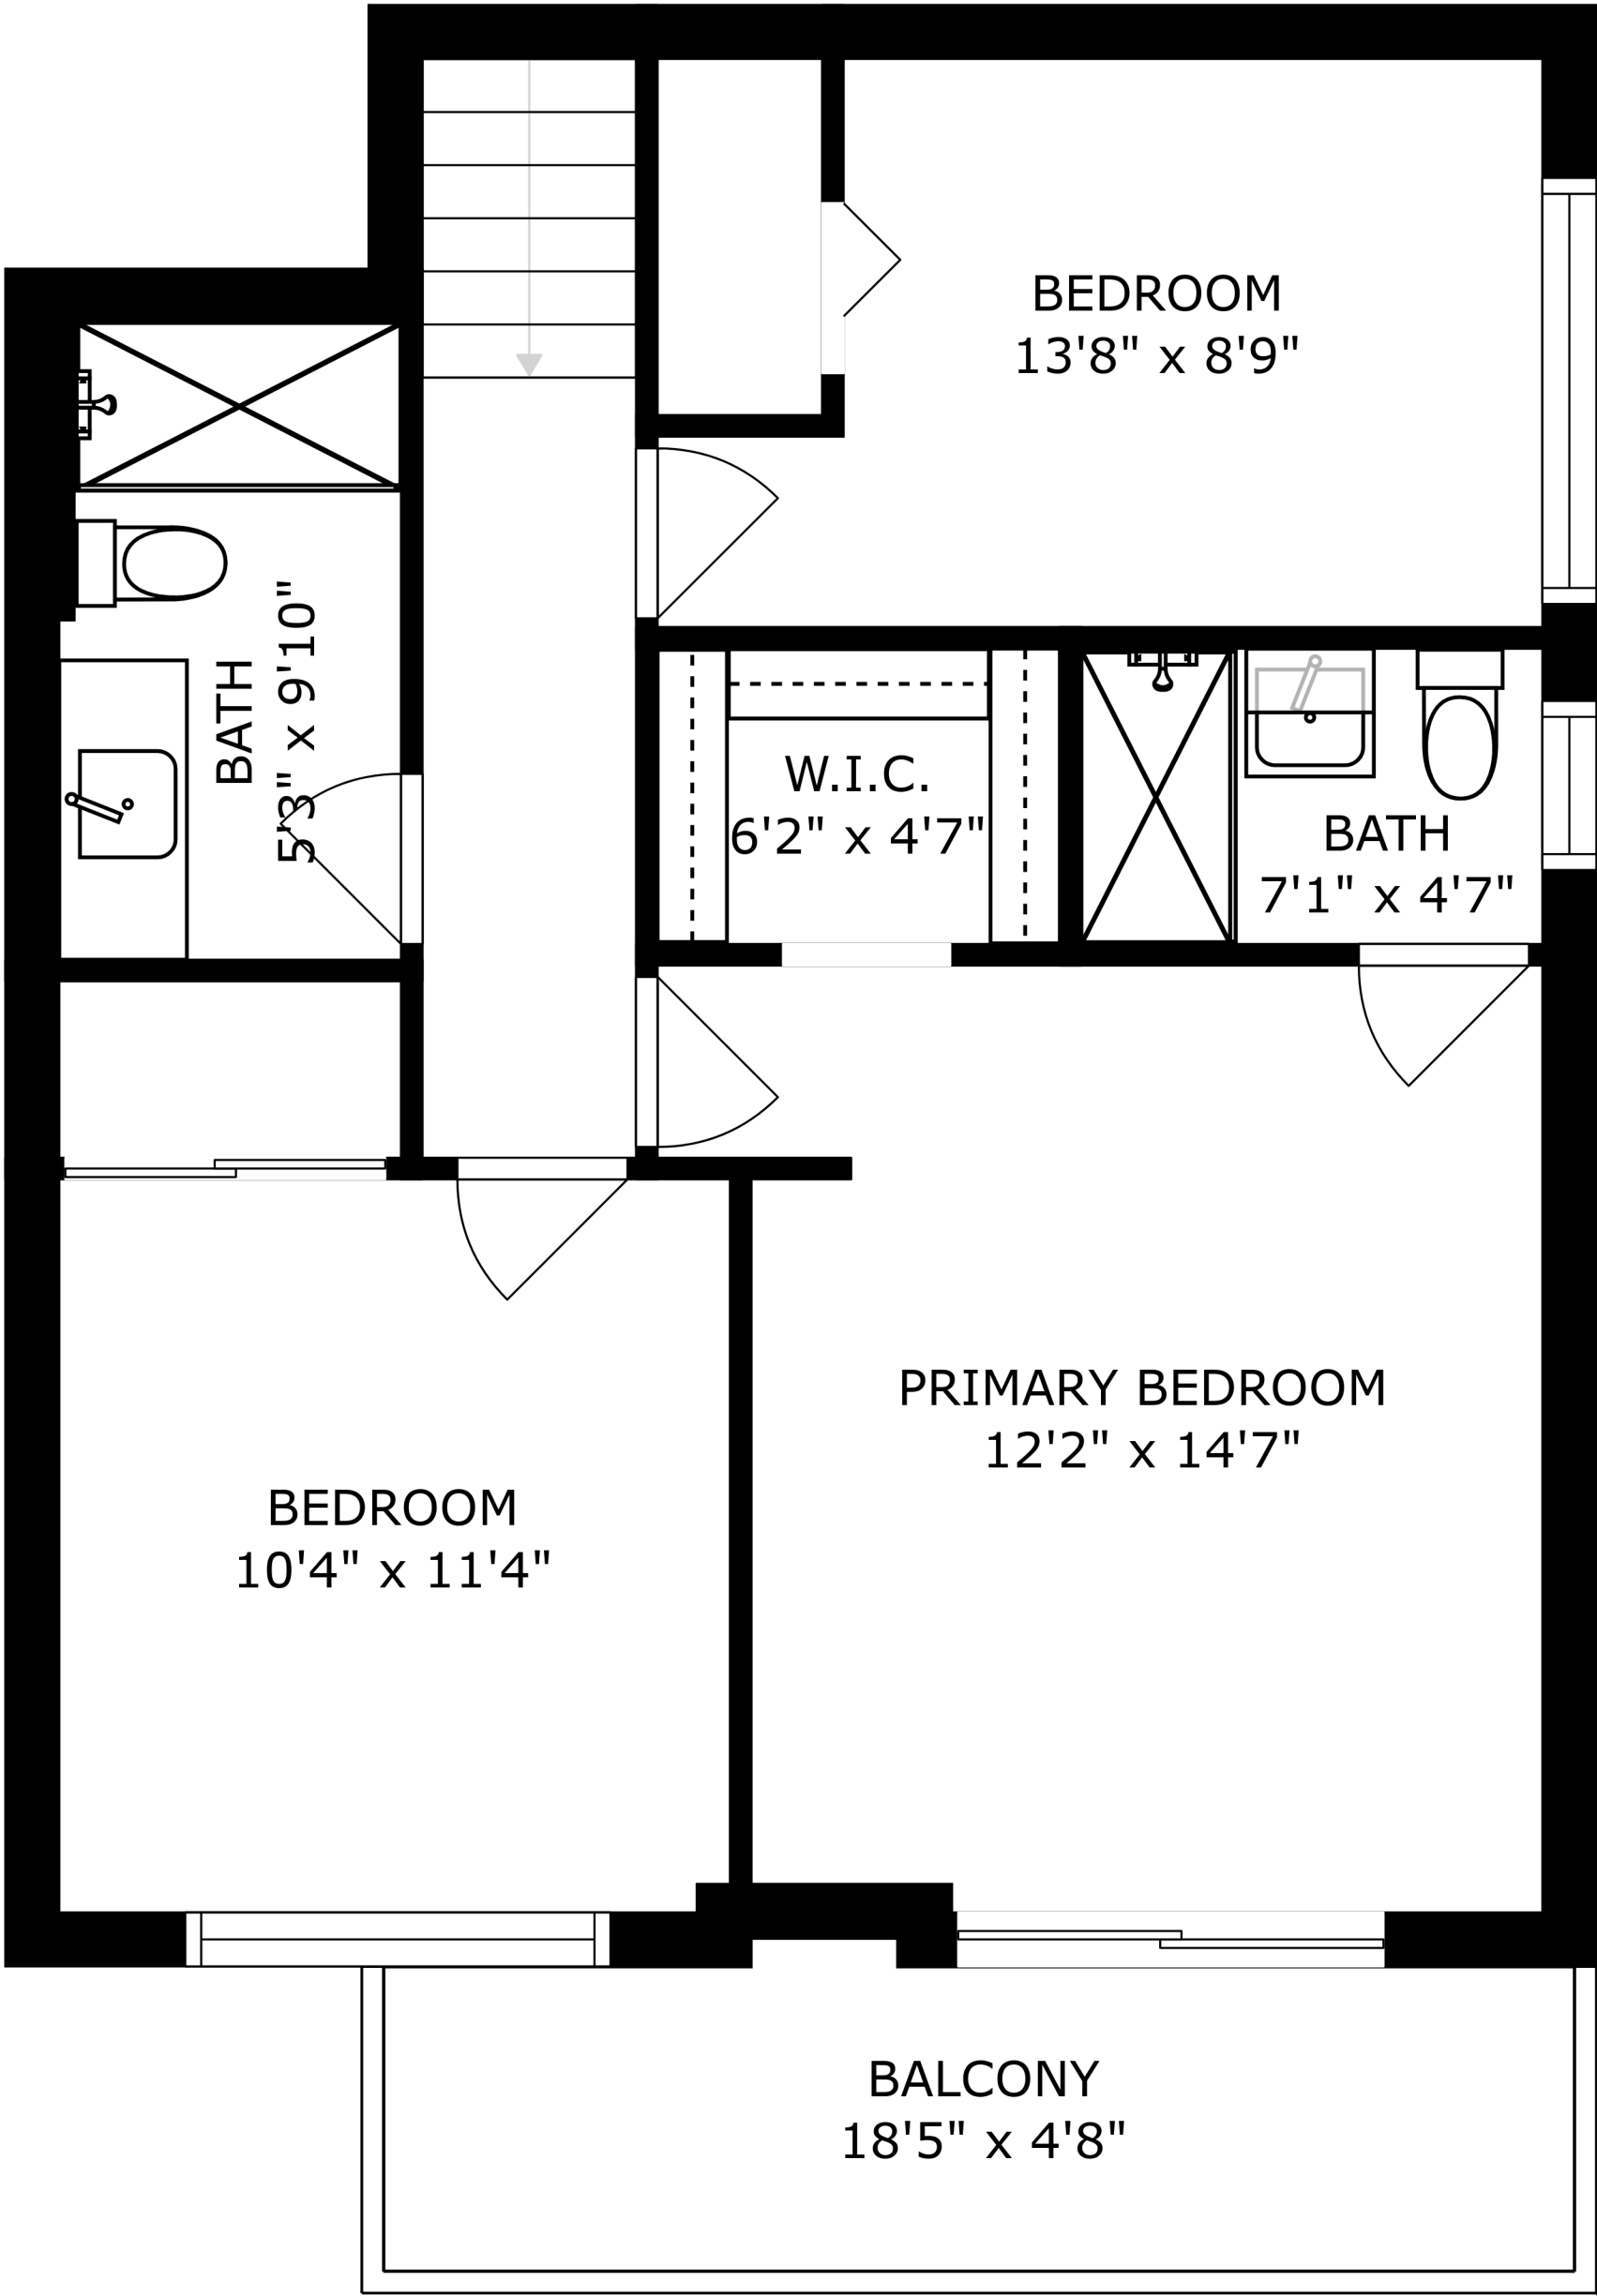 BEDROOM
13'8" x 8'9"
BATH
5'3" x 9'10"
W.I.C.
6'2" x 4'7"
BATH
7'1" x 4'7"
PRIMARY BEDROOM
12'2" x 14'7"
BEDROOM
10'4" x 11'4"
BALCONY
18'5" x 4'8"